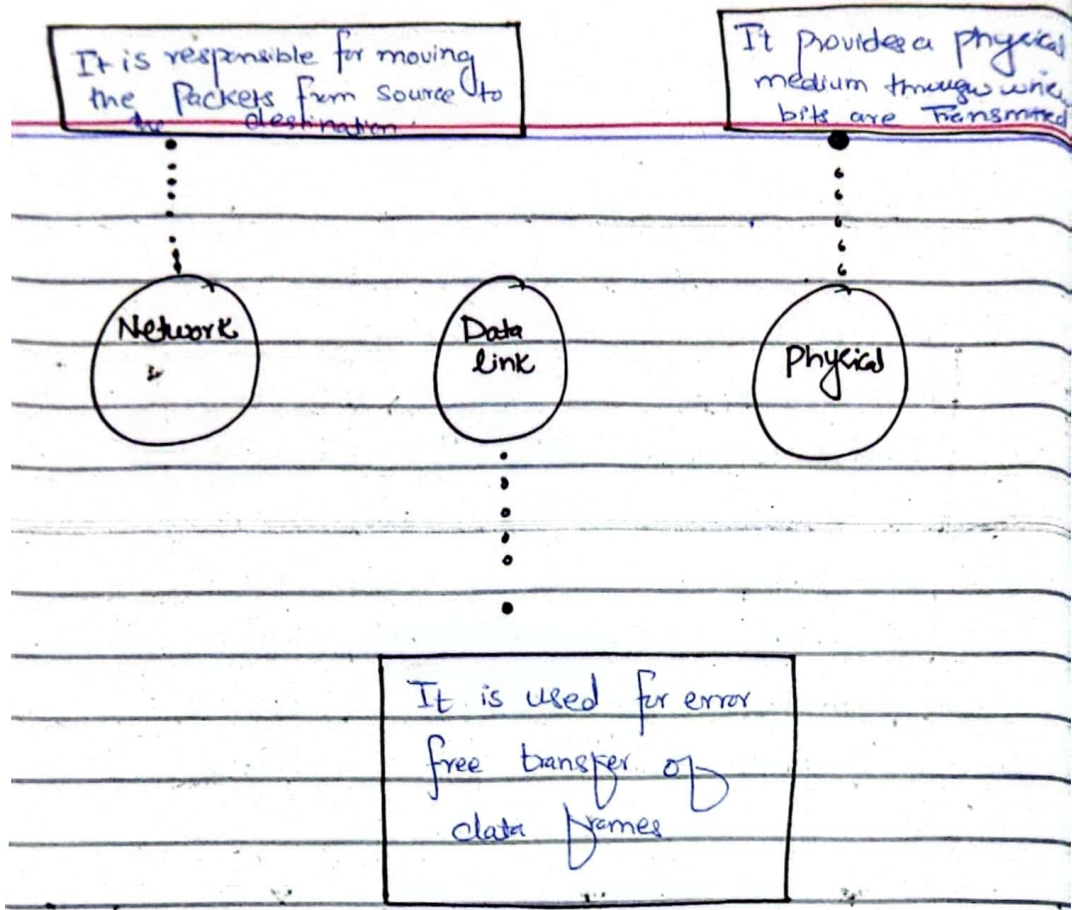 It is responsible for moving
the Packets from source to
the destination
It provides a physical
medium through
bits are Transmitted
Network
Data
link
Physical
It is used for error
free transfer of
data frames